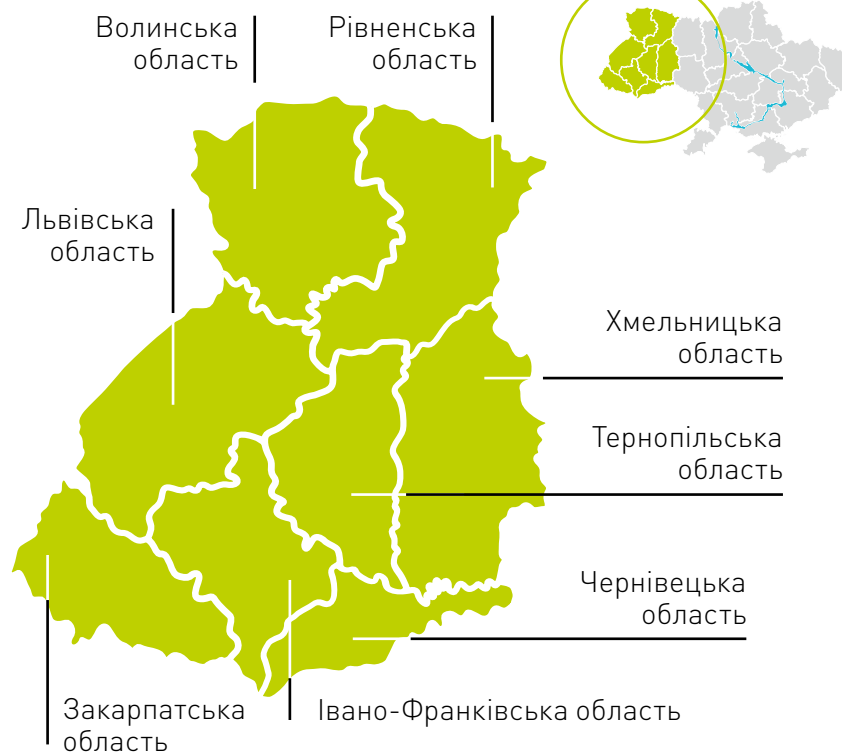 Волинська
область
Рівненська
область
Львівська
область
Хмельницька
область
Тернопільська
область
Чернівецька
область
Закарпатська
область
Івано-Франківська область